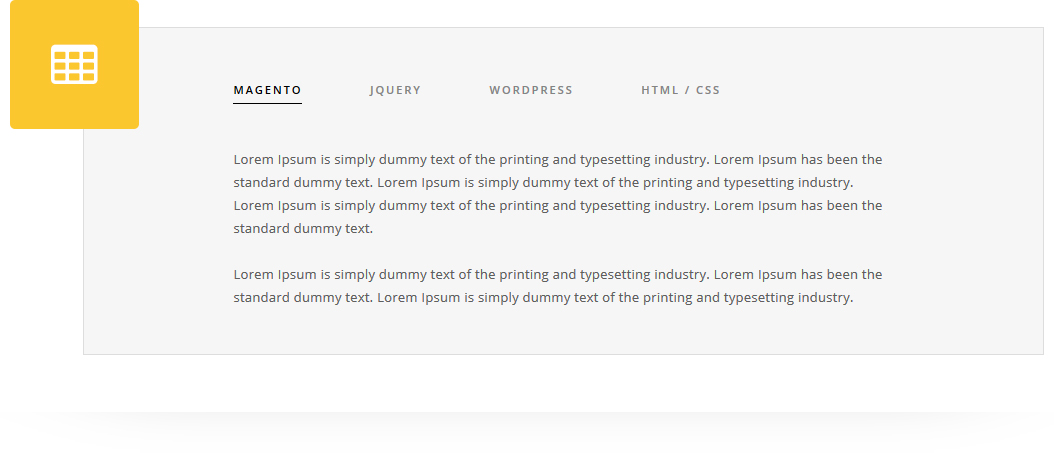 MAGENTO JQUERY WORDPRESS HTML / CSS
Lorem Ipsum is simply dummy text of the printing and typesetting industry. Lorem Ipsum has been the
standard dummy text. Lorem Ipsum is simply dummy text of the printing and typesetting industry.
Lorem Ipsum is simply dummy text of the printing and typesetting industry. Lorem Ipsum has been the
standard dummy text.
Lorem Ipsum is simply dummy text of the printing and typesetting industry. Lorem Ipsum has been the
standard dummy text. Lorem Ipsum is simply dummy text of the printing and typesetting industry.